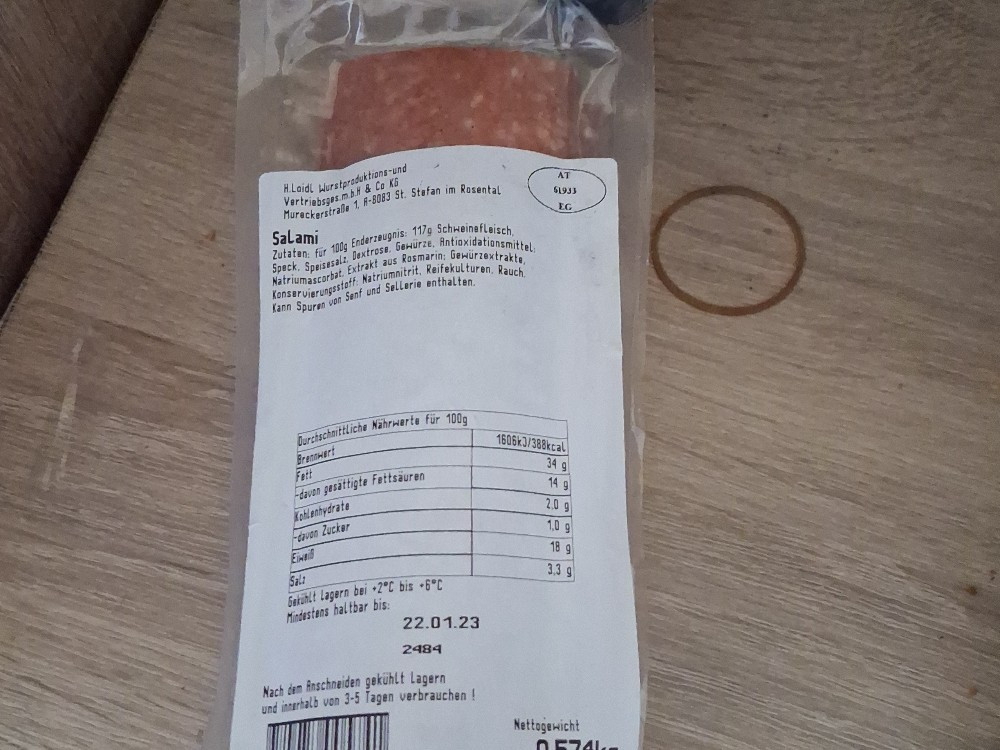 H.Loidl Wurstproduktions-und
Vertriebsges.m.b.H & Co KG
Mureckerstraße 1, A-8083 St. Stefan im Rosental
AT
61933
EG
Salami
Zutaten: für 100g Enderzeugnis: 117g Schweinefleisch,
Speck, Speisesalz, Dextrose, Gewürze, Antioxidationsmittel:
Natriumascorbat, Extrakt aus Rosmarin; Gewürzextrakte,
Konservierungsstoff: Natriumnitrit, Reifekulturen, Rauch.
Kann Spuren von Senf und Sellerie enthalten.
Durchschnittliche Nährwerte für 100g
Brennwert 1606kJ/388kcal
Fett 34 g
-davon gesättigte Fettsäuren 14 g
Kohlenhydrate 2,0 g
-davon Zucker 1,0 g
Eiweiß 18 g
Salz 3,3 g
Gekühlt lagern bei +2°C bis +6°C
Mindestens haltbar bis:
22.01.23
2484
Nach dem Anschneiden gekühlt lagern
und innerhalb von 3-5 Tagen verbrauchen !
Nettogewicht
0,574kg